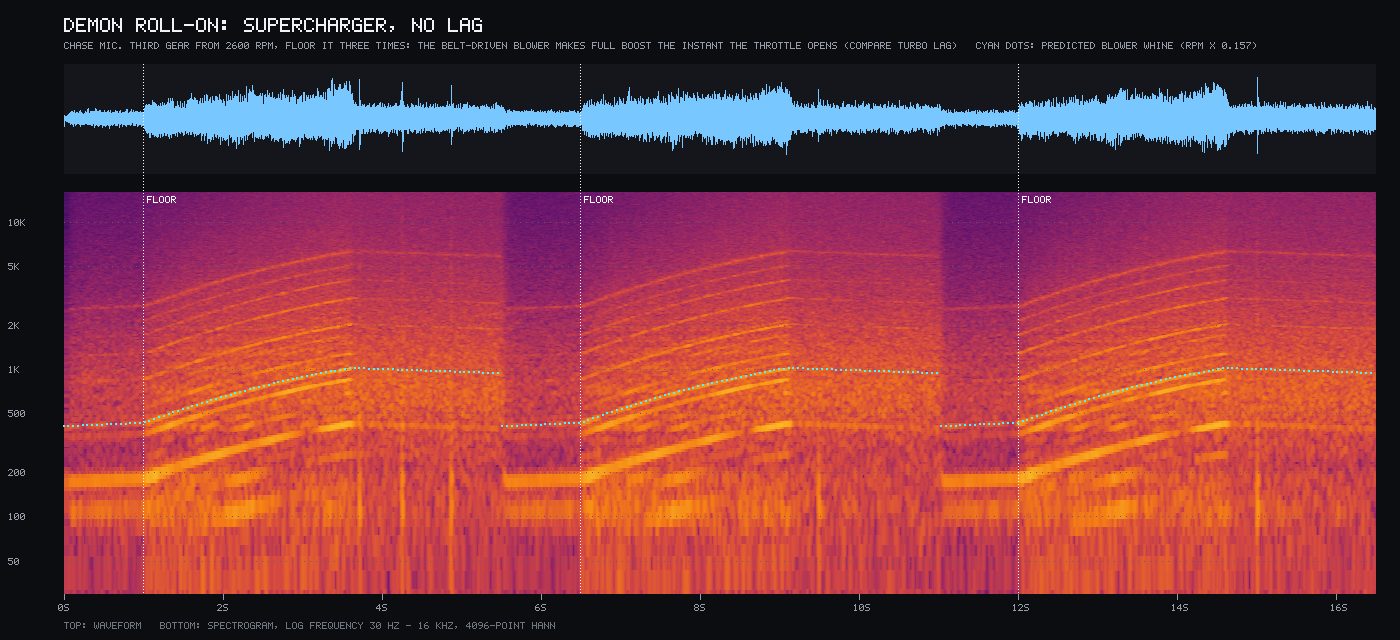 DEMON ROLL-ON: SUPERCHARGER, NO LAG
CHASE MIC. THIRD GEAR FROM 2600 RPM, FLOOR IT THREE TIMES: THE BELT-DRIVEN BLOWER MAKES FULL BOOST THE INSTANT THE THROTTLE OPENS (COMPARE TURBO LAG)   CYAN DOTS: PREDICTED BLOWER WHINE (RPM X 0.157)
FLOOR FLOOR FLOOR
10K
5K
2K
1K
500
200
100
50
0S 2S 4S 6S 8S 10S 12S 14S 16S
TOP: WAVEFORM   BOTTOM: SPECTROGRAM, LOG FREQUENCY 30 HZ - 16 KHZ, 4096-POINT HANN